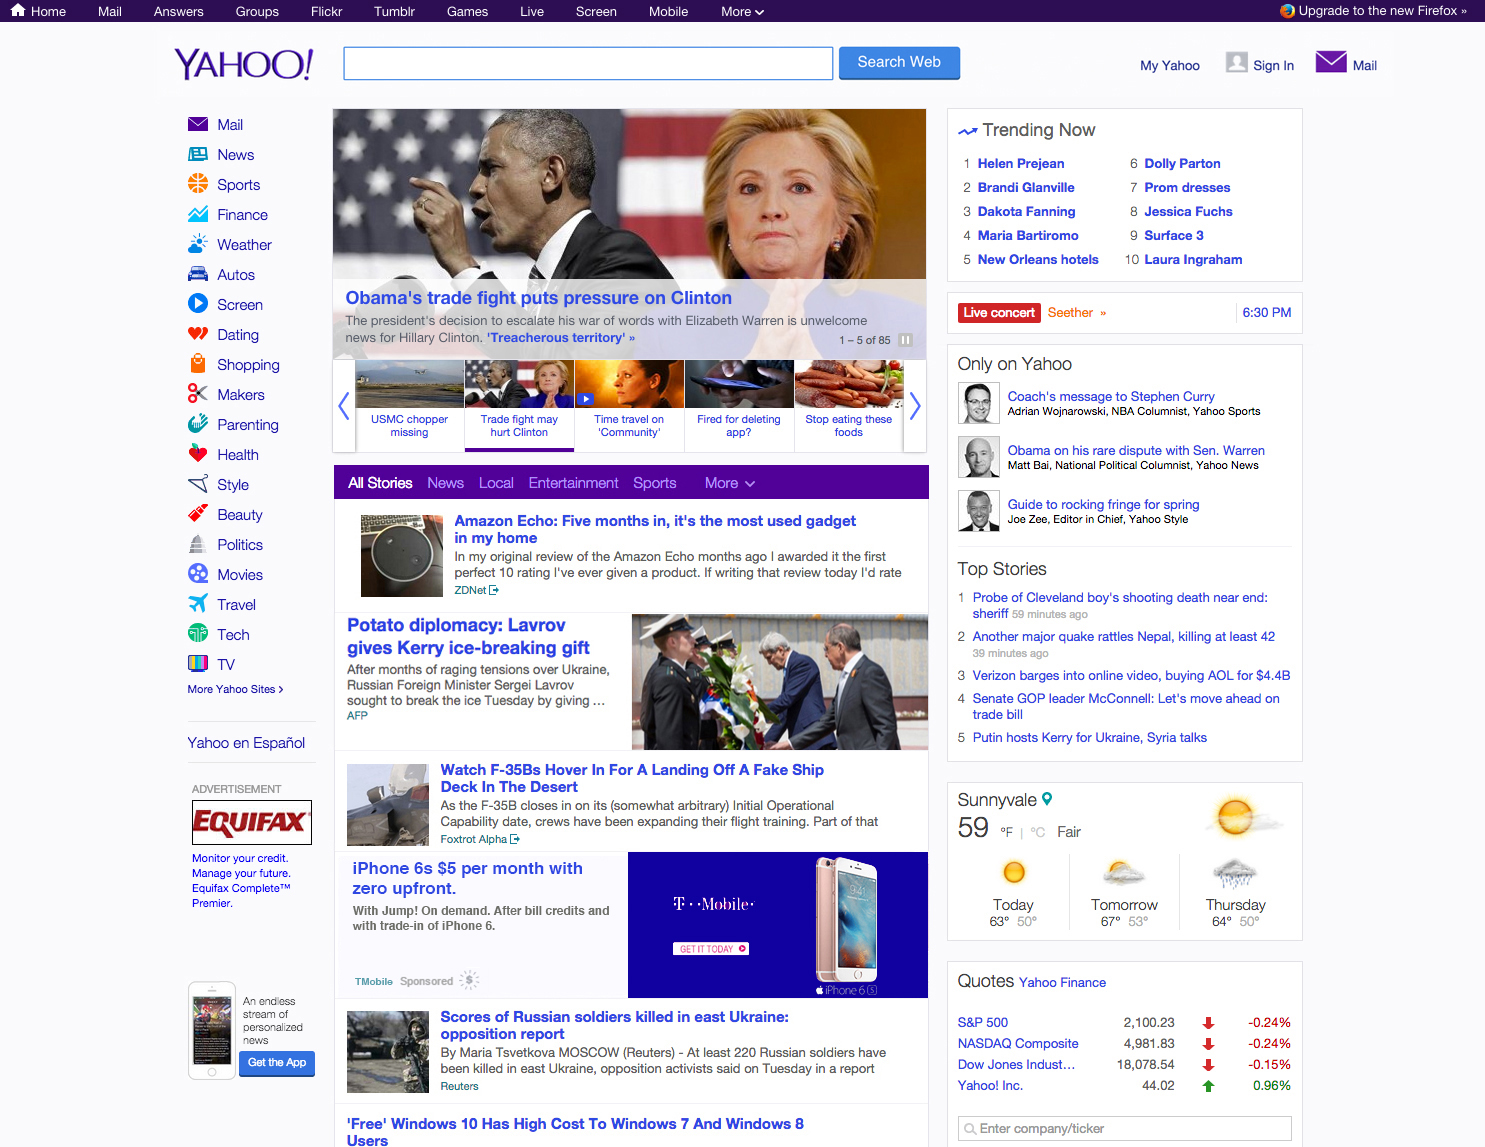 Home Mail Answers Groups Flickr Tumblr Games Live Screen Mobile More Upgrade to the new Firefox »
YAHOO! Search Web My Yahoo Sign In Mail
Mail
News
Sports
Finance
Weather
Autos
Screen
Dating
Shopping
Makers
Parenting
Health
Style
Beauty
Politics
Movies
Travel
Tech
TV
More Yahoo Sites ›
Yahoo en Español
ADVERTISEMENT
EQUIFAX
Monitor your credit.
Manage your future.
Equifax Complete™
Premier.
An endless
stream of
personalized
news
Get the App
Obama's trade fight puts pressure on Clinton
The president's decision to escalate his war of words with Elizabeth Warren is unwelcome
news for Hillary Clinton. 'Treacherous territory' »
1 – 5 of 85
USMC chopper
missing
Trade fight may
hurt Clinton
Time travel on
'Community'
Fired for deleting
app?
Stop eating these
foods
All Stories News Local Entertainment Sports More
Amazon Echo: Five months in, it's the most used gadget
in my home
In my original review of the Amazon Echo months ago I awarded it the first
perfect 10 rating I've ever given a product. If writing that review today I'd rate
ZDNet
Potato diplomacy: Lavrov
gives Kerry ice-breaking gift
After months of raging tensions over Ukraine,
Russian Foreign Minister Sergei Lavrov
sought to break the ice Tuesday by giving ...
AFP
Watch F-35Bs Hover In For A Landing Off A Fake Ship
Deck In The Desert
As the F-35B closes in on its (somewhat arbitrary) Initial Operational
Capability date, crews have been expanding their flight training. Part of that
Foxtrot Alpha
iPhone 6s $5 per month with
zero upfront.
With Jump! On demand. After bill credits and
with trade-in of iPhone 6.
TMobile Sponsored $
T··Mobile·
GET IT TODAY
9:41
iPhone 6S
Scores of Russian soldiers killed in east Ukraine:
opposition report
By Maria Tsvetkova MOSCOW (Reuters) - At least 220 Russian soldiers have
been killed in east Ukraine, opposition activists said on Tuesday in a report
Reuters
'Free' Windows 10 Has High Cost To Windows 7 And Windows 8
Users
Trending Now
1 Helen Prejean
2 Brandi Glanville
3 Dakota Fanning
4 Maria Bartiromo
5 New Orleans hotels
6 Dolly Parton
7 Prom dresses
8 Jessica Fuchs
9 Surface 3
10 Laura Ingraham
Live concert Seether » 6:30 PM
Only on Yahoo
Coach's message to Stephen Curry
Adrian Wojnarowski, NBA Columnist, Yahoo Sports
Obama on his rare dispute with Sen. Warren
Matt Bai, National Political Columnist, Yahoo News
Guide to rocking fringe for spring
Joe Zee, Editor in Chief, Yahoo Style
Top Stories
1 Probe of Cleveland boy's shooting death near end:
sheriff 59 minutes ago
2 Another major quake rattles Nepal, killing at least 42
39 minutes ago
3 Verizon barges into online video, buying AOL for $4.4B
4 Senate GOP leader McConnell: Let's move ahead on
trade bill
5 Putin hosts Kerry for Ukraine, Syria talks
Sunnyvale
59 °F | °C Fair
Today
63° 50°
Tomorrow
67° 53°
Thursday
64° 50°
Quotes Yahoo Finance
S&P 500 2,100.23 -0.24%
NASDAQ Composite 4,981.83 -0.24%
Dow Jones Indust... 18,078.54 -0.15%
Yahoo! Inc. 44.02 0.96%
Enter company/ticker